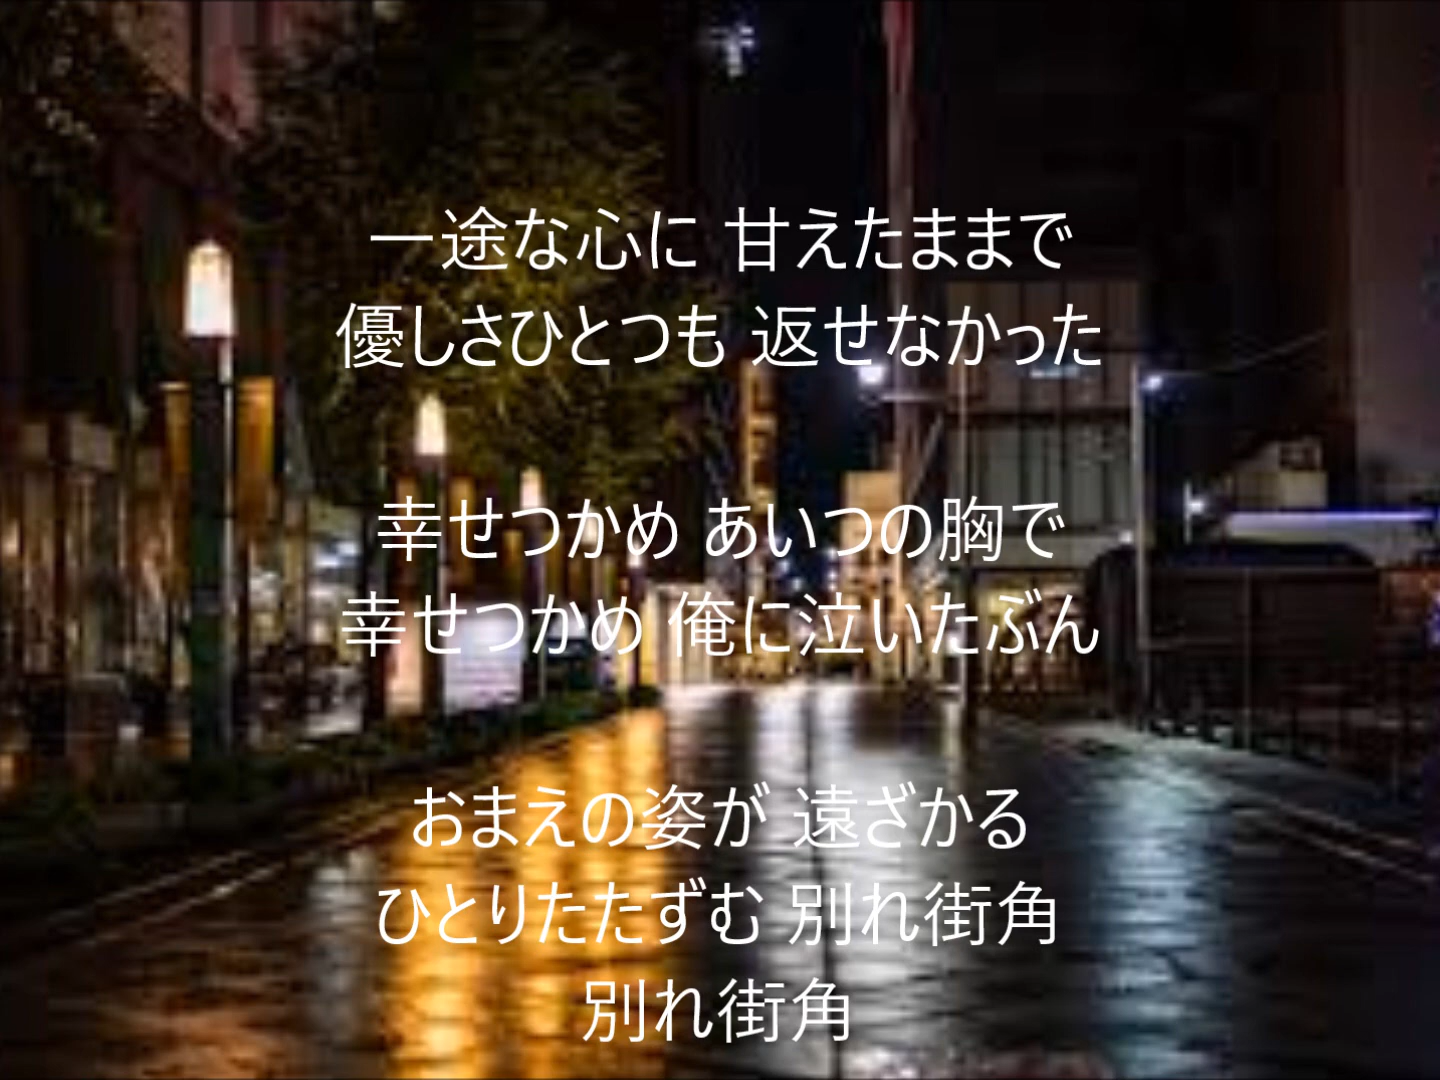 一途な心に 甘えたままで
優しさひとつも 返せなかった
幸せつかめ あいつの胸で
幸せつかめ 俺に泣いたぶん
おまえの姿が 遠ざかる
ひとりたたずむ 別れ街角
別れ街角